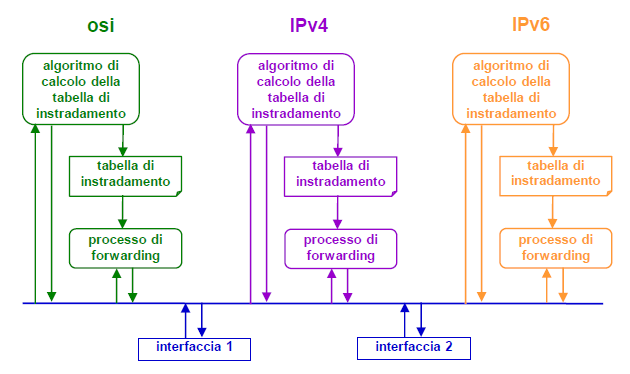 osi
IPv4
IPv6
algoritmo di
calcolo della
tabella di
instradamento
algoritmo di
calcolo della
tabella di
instradamento
algoritmo di
calcolo della
tabella di
instradamento
tabella di
instradamento
tabella di
instradamento
tabella di
instradamento
processo di
forwarding
processo di
forwarding
processo di
forwarding
interfaccia 1
interfaccia 2